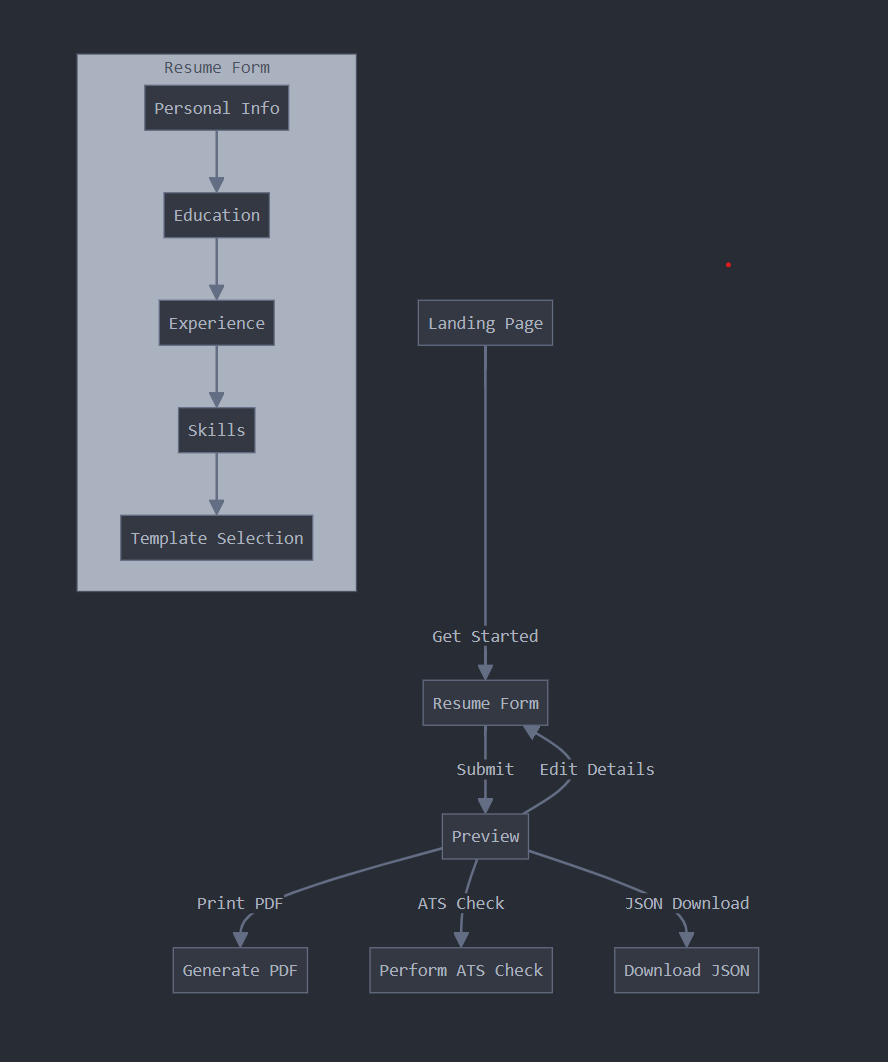 Resume Form
Personal Info
Education
Experience
Landing Page
Skills
Template Selection
Get Started
Resume Form
Submit
Edit Details
Preview
Print PDF
ATS Check
JSON Download
Generate PDF
Perform ATS Check
Download JSON